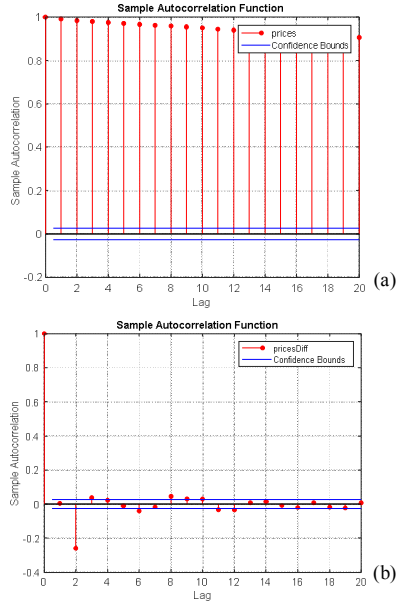 Sample Autocorrelation Function
1
prices
Confidence Bounds
0.8
0.6
0.4
0.2
0
-0.2
Sample Autocorrelation
0 2 4 6 8 10 12 14 16 18 20
Lag
(a)
Sample Autocorrelation Function
1
pricesDiff
Confidence Bounds
0.8
0.6
0.4
0.2
0
-0.2
-0.4
Sample Autocorrelation
0 2 4 6 8 10 12 14 16 18 20
Lag
(b)